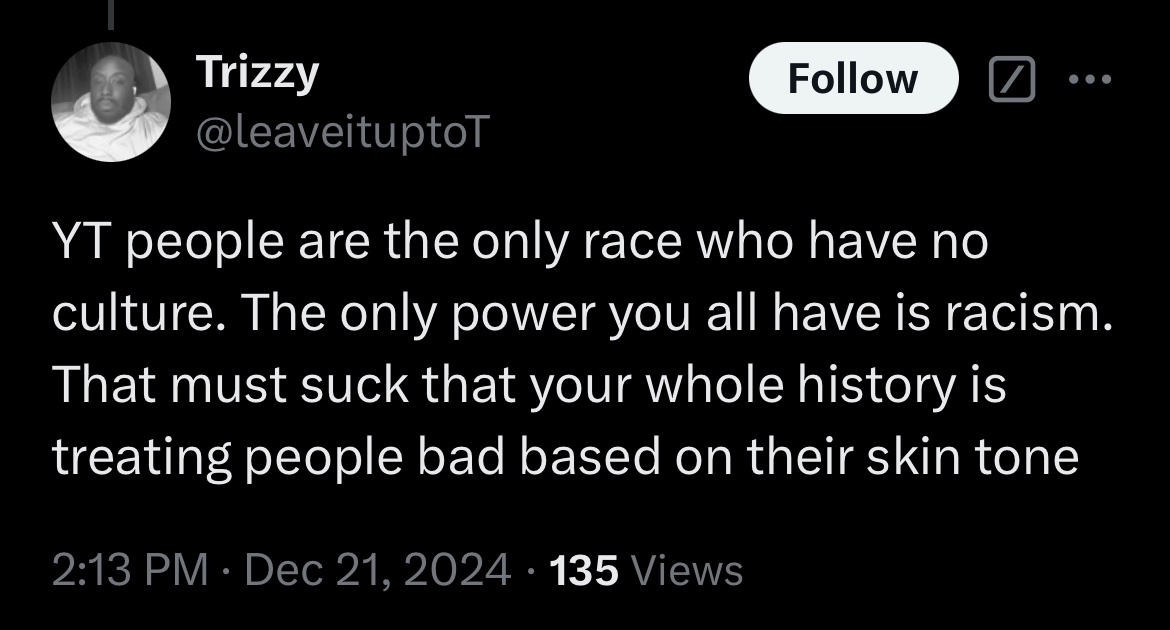 Trizzy
Follow
@leaveituptoT
YT people are the only race who have no
culture. The only power you all have is racism.
That must suck that your whole history is
treating people bad based on their skin tone
2:13 PM · Dec 21, 2024 · 135 Views